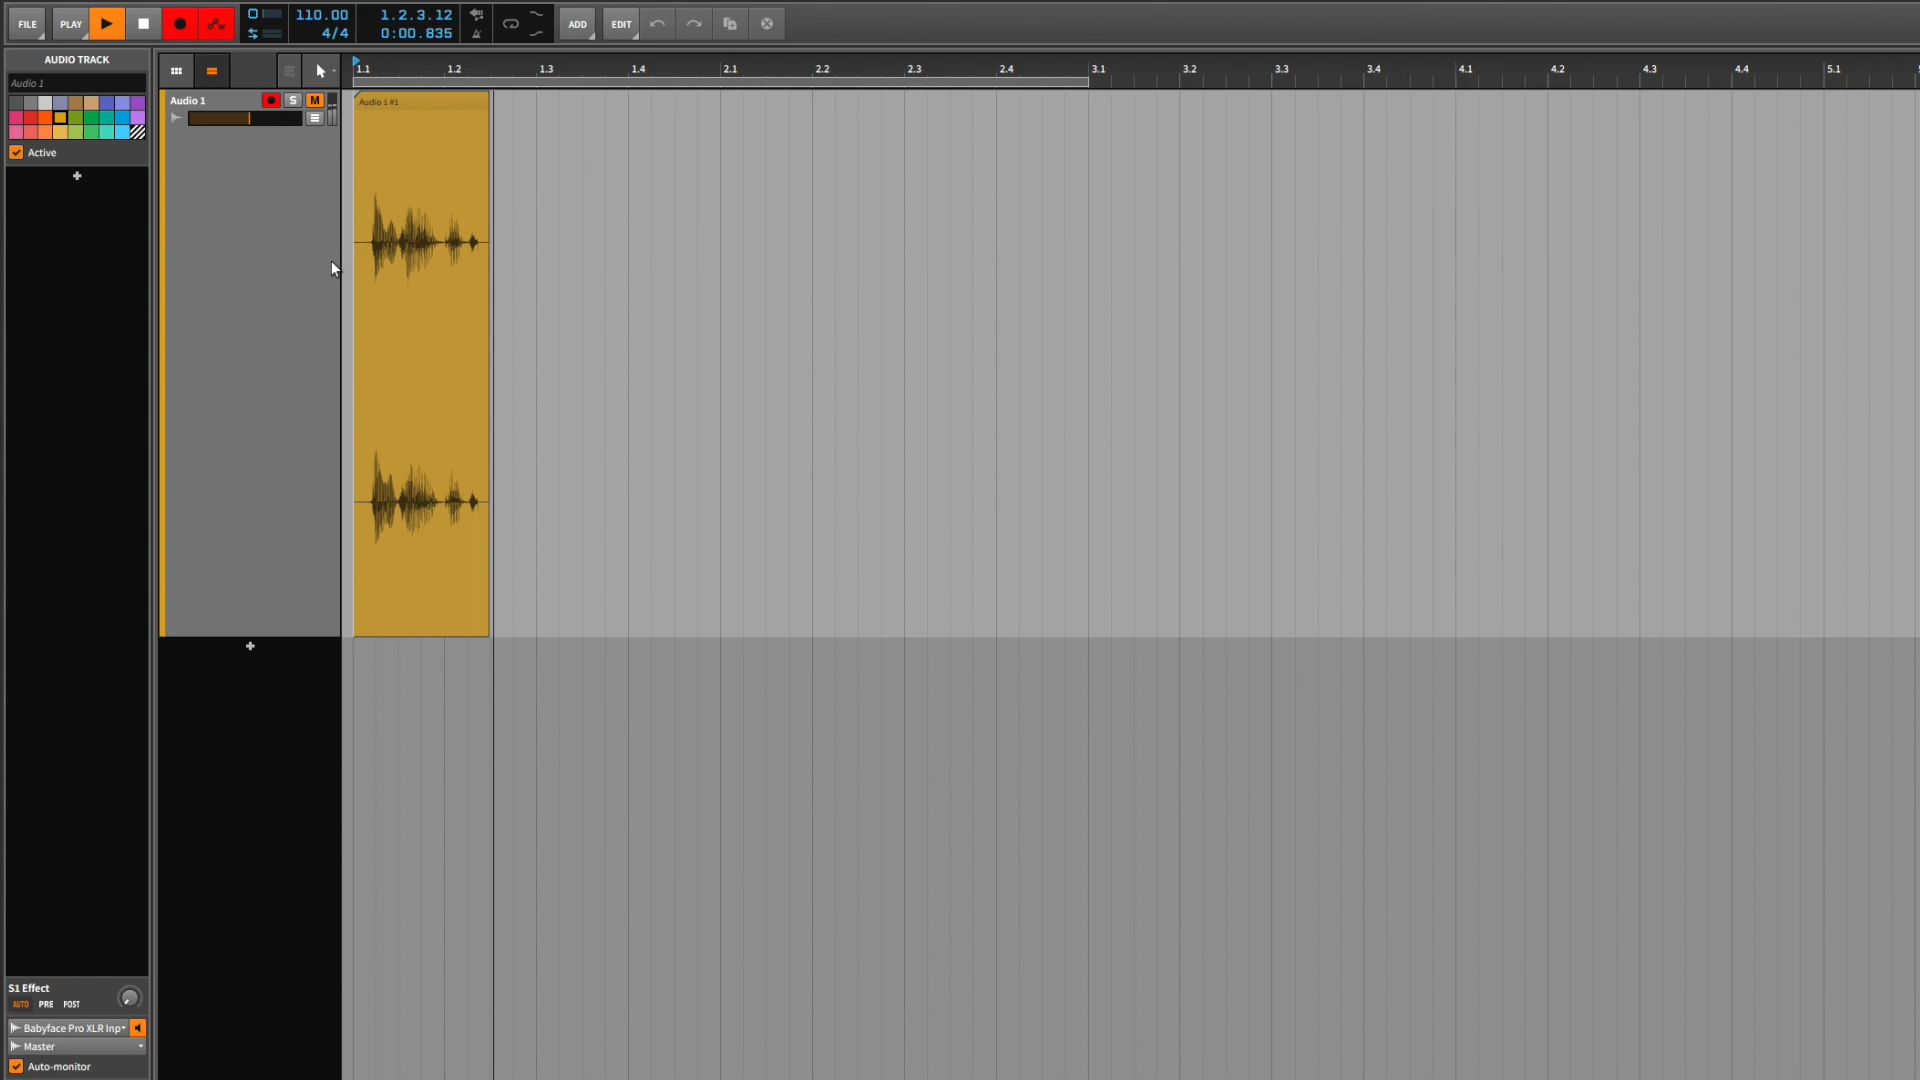 FILE PLAY 110.00 1.2.3.12 ADD EDIT
4/4 0:00.835
AUDIO TRACK
Audio 1
Active
1.1 1.2 1.3 1.4 2.1 2.2 2.3 2.4 3.1 3.2 3.3 3.4 4.1 4.2 4.3 4.4 5.1
Audio 1 S M
Audio 1 #1
S1 Effect
AUTO PRE POST
Babyface Pro XLR Inp
Master
Auto-monitor